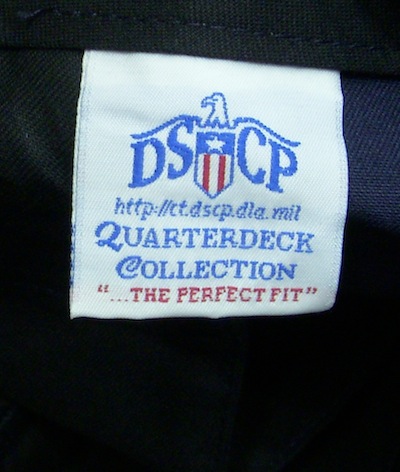 DSCP
http://ct.dscp.dla.mil
QUARTERDECK
COLLECTION
"...THE PERFECT FIT"